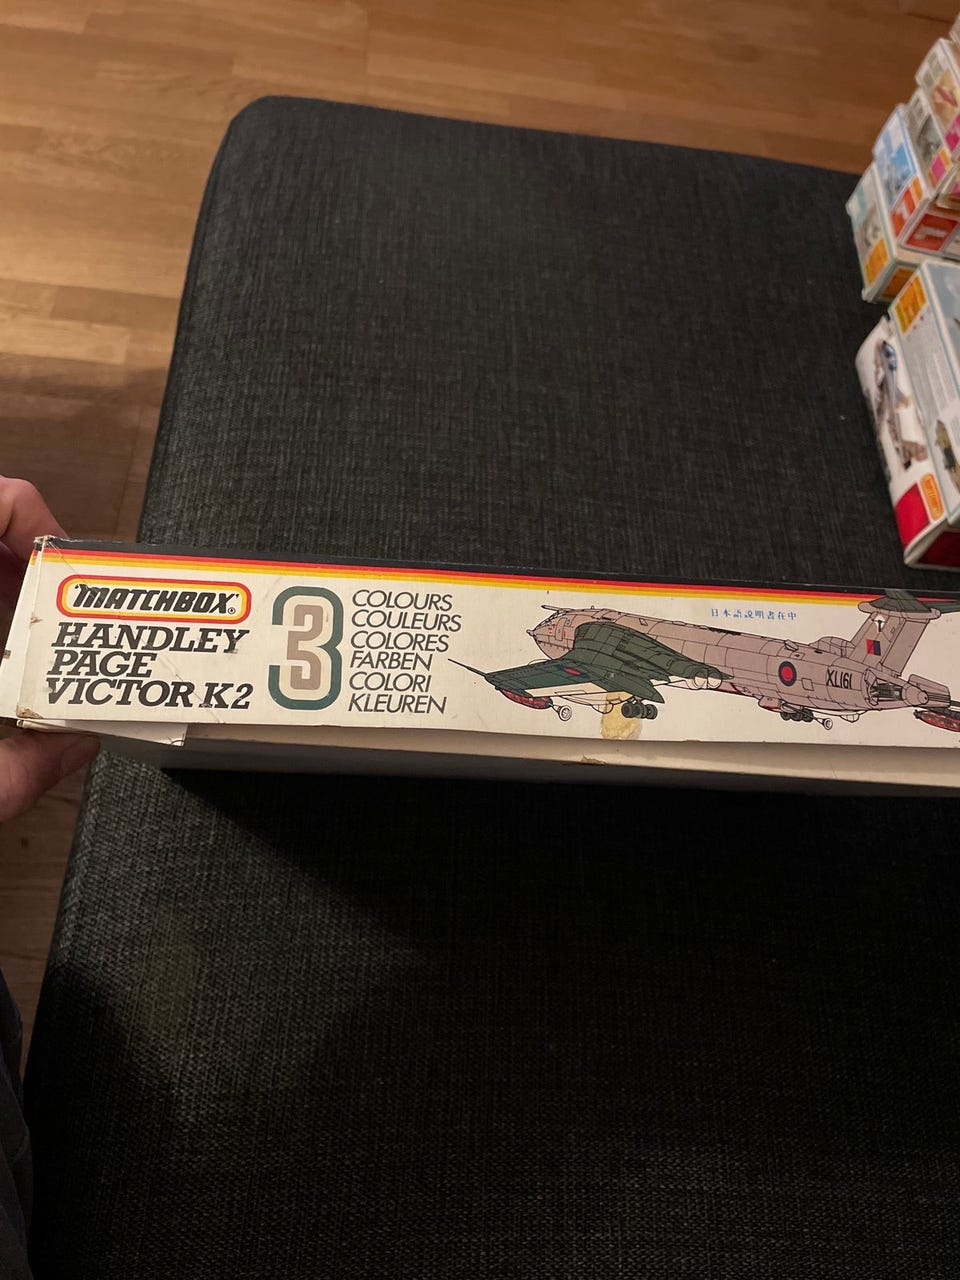 MATCHBOX®
HANDLEY
PAGE
VICTOR K2
3
COLOURS
COULEURS
COLORES
FARBEN
COLORI
KLEUREN
日本語説明書在中
XL161